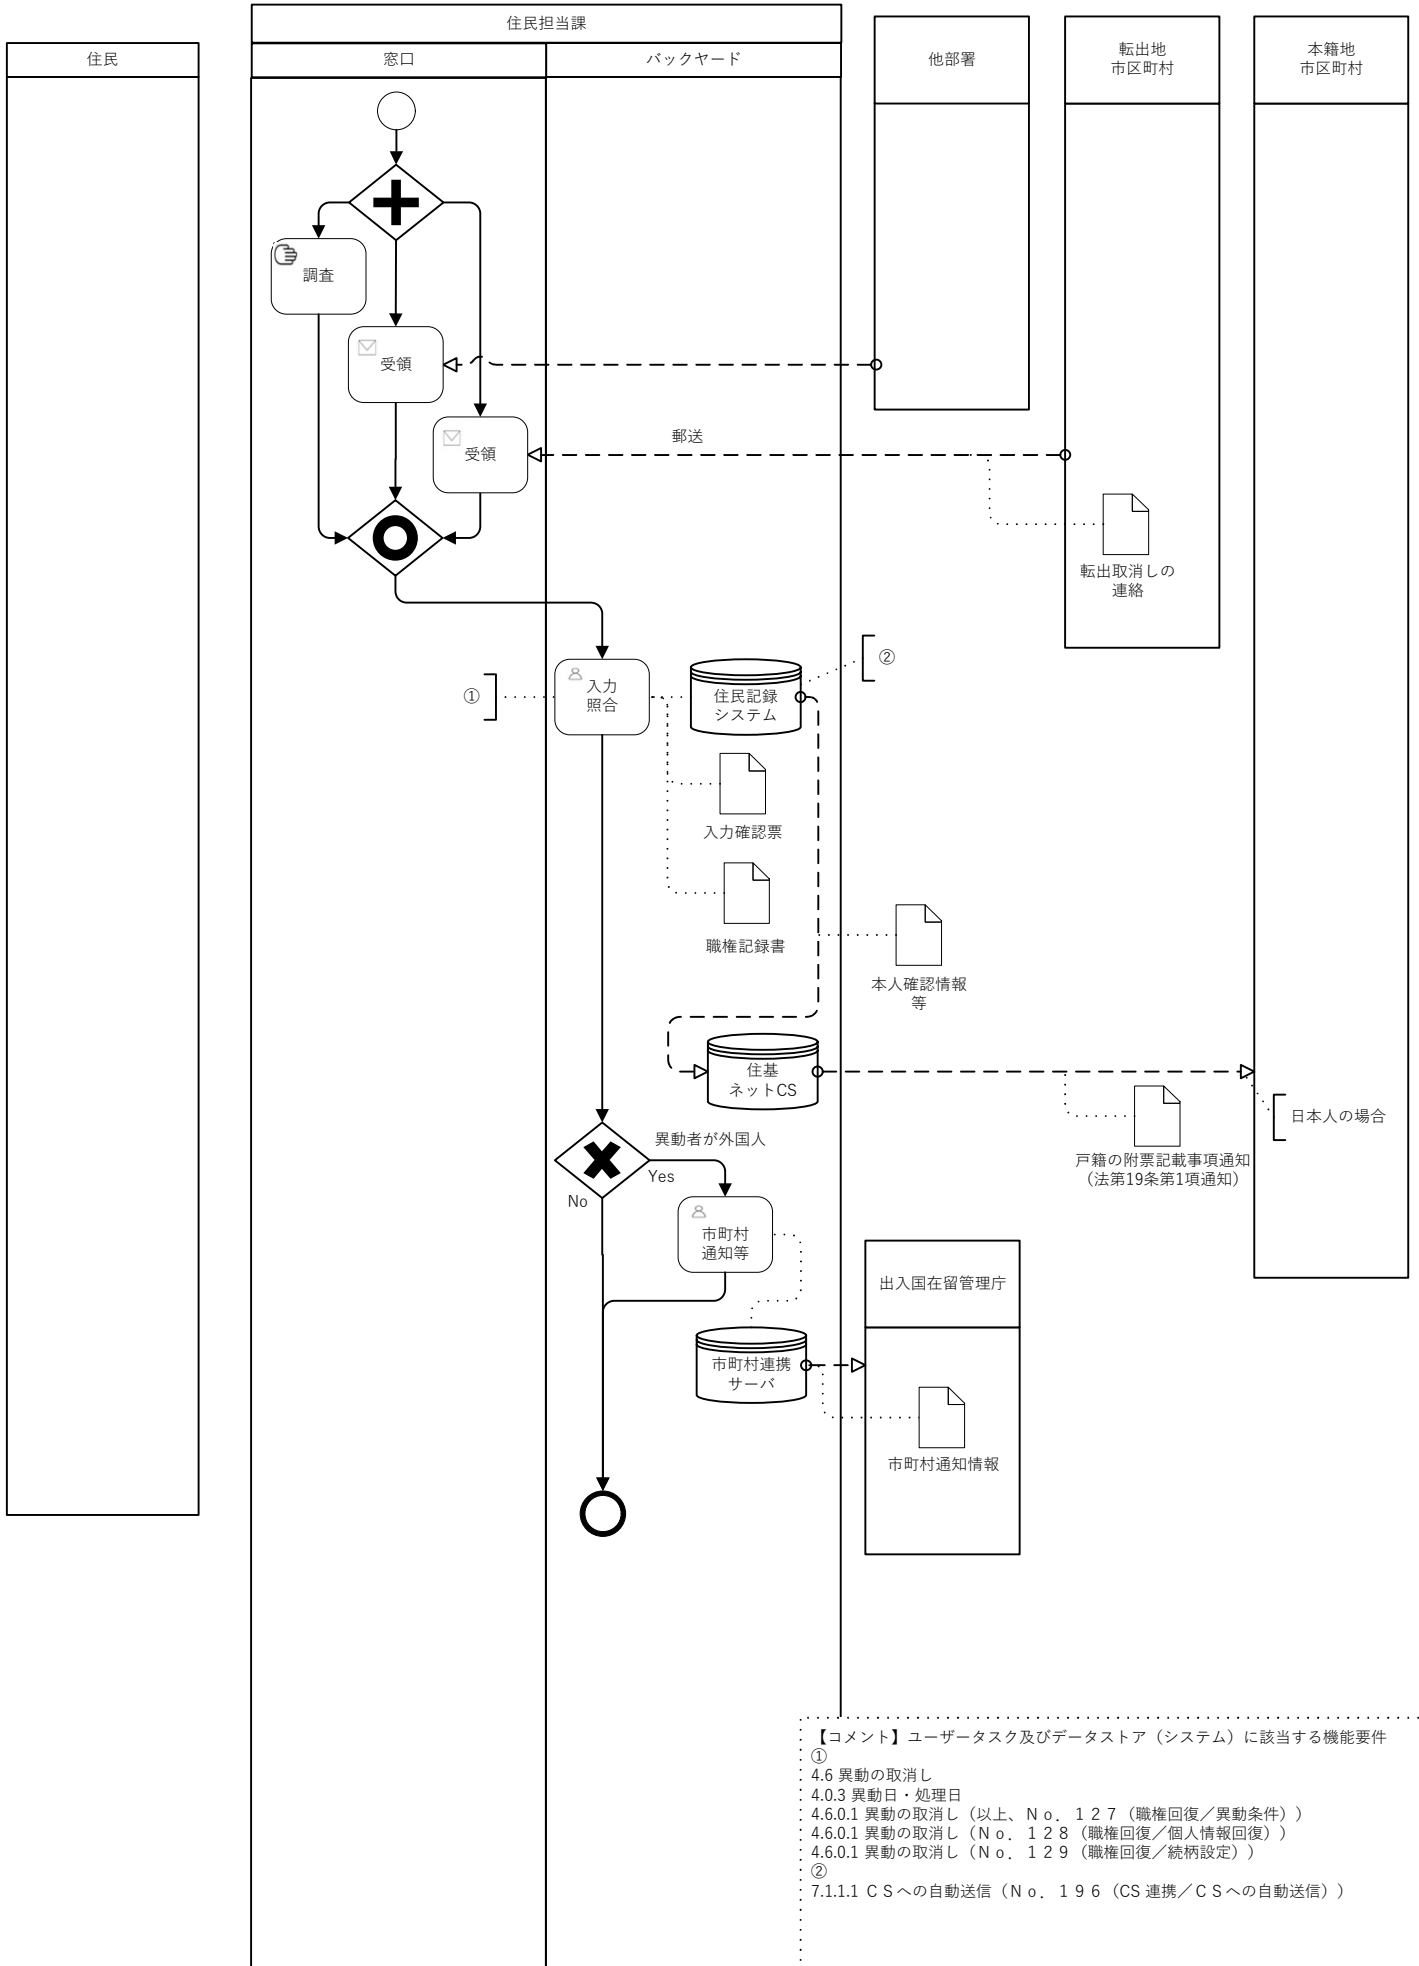 住民担当課
住民
窓口
バックヤード
他部署
転出地
市区町村
本籍地
市区町村
調査
受領
郵送
受領
転出取消しの
連絡
①
入力
照合
住民記録
システム
②
入力確認票
職権記録書
本人確認情報
等
住基
ネットCS
日本人の場合
戸籍の附票記載事項通知
（法第19条第1項通知）
異動者が外国人
Yes
No
市町村
通知等
出入国在留管理庁
市町村連携
サーバ
市町村通知情報
【コメント】ユーザータスク及びデータストア（システム）に該当する機能要件
①
4.6 異動の取消し
4.0.3 異動日・処理日
4.6.0.1 異動の取消し（以上、Ｎｏ．１２７（職権回復／異動条件））
4.6.0.1 異動の取消し（Ｎｏ．１２８（職権回復／個人情報回復））
4.6.0.1 異動の取消し（Ｎｏ．１２９（職権回復／続柄設定））
②
7.1.1.1 ＣＳへの自動送信（Ｎｏ．１９６（CS 連携／ＣＳへの自動送信））